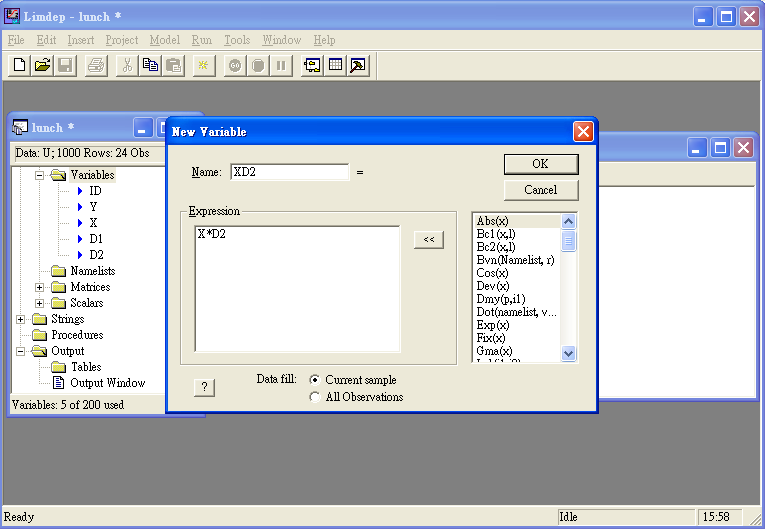 Limdep - lunch *
File Edit Insert Project Model Run Tools Window Help
lunch *
Data: U; 1000 Rows: 24 Obs
Variables
ID
Y
X
D1
D2
Namelists
Matrices
Scalars
Strings
Procedures
Output
Tables
Output Window
Variables: 5 of 200 used
New Variable
Name: XD2 =
OK
Cancel
Expression
X*D2
<<
Abs(x)
Bc1(x,l)
Bc2(x,l)
Bvn(Namelist, r)
Cos(x)
Dev(x)
Dmy(p,i1)
Dot(namelist, v...
Exp(x)
Fix(x)
Gma(x)
?
Data fill: Current sample
All Observations
Ready Idle 15:58